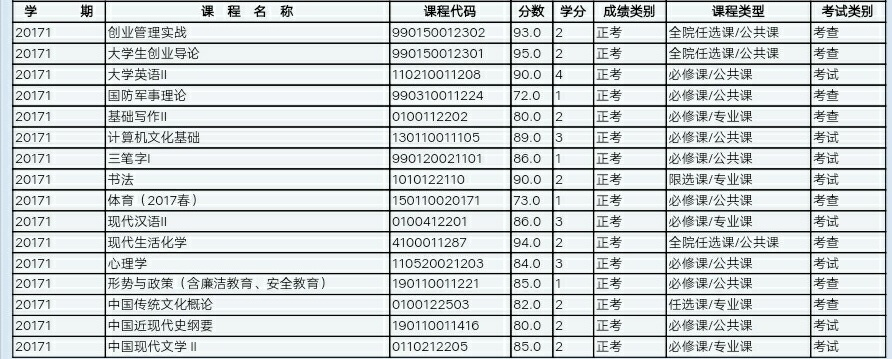 学 期 课 程 名 称 课程代码 分数 学分 成绩类别 课程类型 考试类别
20171 创业管理实战 990150012302 93.0 2 正考 全院任选课/公共课 考查
20171 大学生创业导论 990150012301 95.0 2 正考 全院任选课/公共课 考查
20171 大学英语II 110210011208 90.0 4 正考 必修课/公共课 考试
20171 国防军事理论 990310011224 72.0 1 正考 必修课/公共课 考查
20171 基础写作II 0100112202 80.0 2 正考 必修课/专业课 考查
20171 计算机文化基础 130110011105 89.0 3 正考 必修课/公共课 考试
20171 三笔字I 990120021101 86.0 1 正考 必修课/公共课 考试
20171 书法 1010122110 90.0 2 正考 限选课/专业课 考试
20171 体育（2017春） 150110020171 73.0 1 正考 必修课/公共课 考查
20171 现代汉语II 0100412201 86.0 3 正考 必修课/专业课 考试
20171 现代生活化学 4100011287 94.0 2 正考 全院任选课/公共课 考查
20171 心理学 110520021203 84.0 3 正考 必修课/公共课 考试
20171 形势与政策（含廉洁教育、安全教育） 190110011221 85.0 1 正考 必修课/公共课 考查
20171 中国传统文化概论 0100122503 82.0 2 正考 任选课/专业课 考查
20171 中国近现代史纲要 190110011416 80.0 2 正考 必修课/公共课 考试
20171 中国现代文学 II 0110212205 85.0 2 正考 必修课/专业课 考试